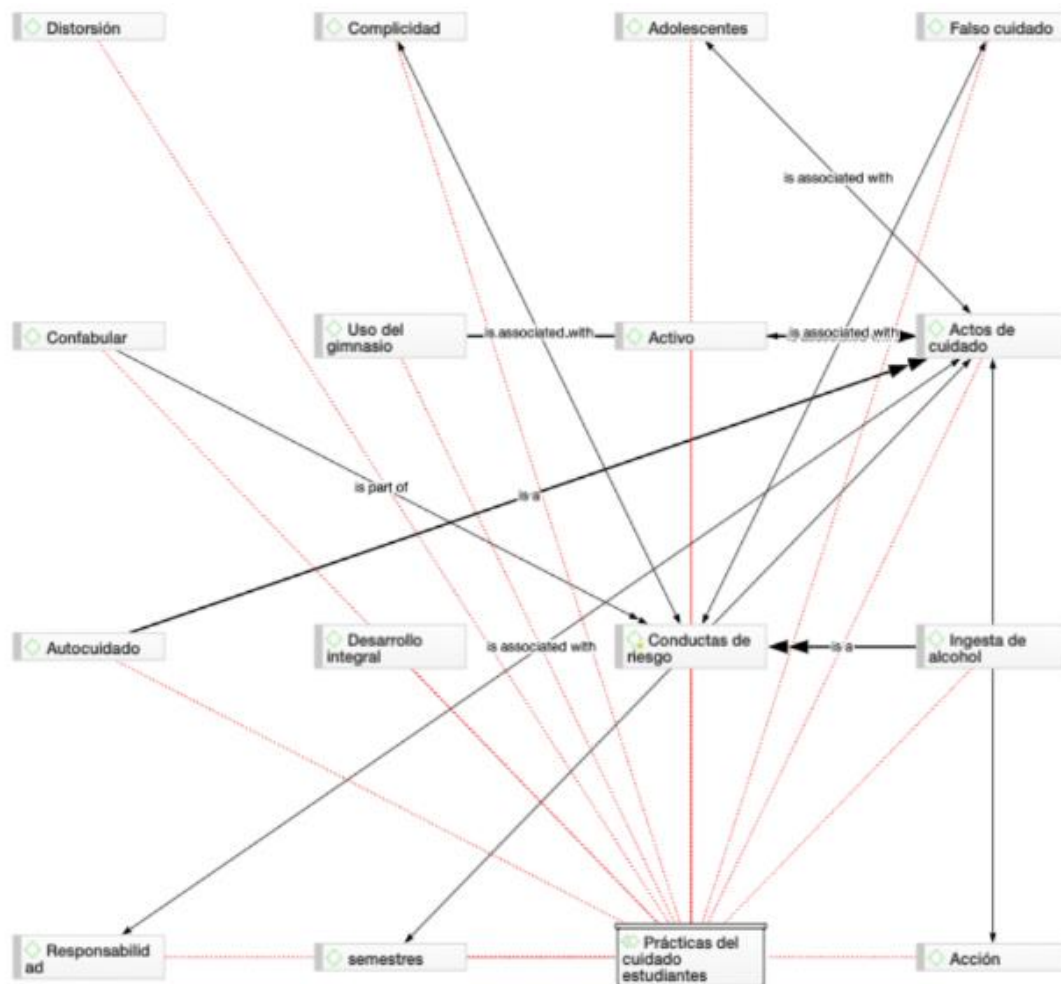 Distorsión
Complicidad
Adolescentes
Falso cuidado
is associated with
Confabular
Uso del
gimnasio
is associated with
Activo
is associated with
Actos de
cuidado
is part of
is a
Autocuidado
Desarrollo
integral
is associated with
Conductas de
riesgo
is a
Ingesta de
alcohol
Responsabilid
ad
semestres
Prácticas del
cuidado
estudiantes
Acción